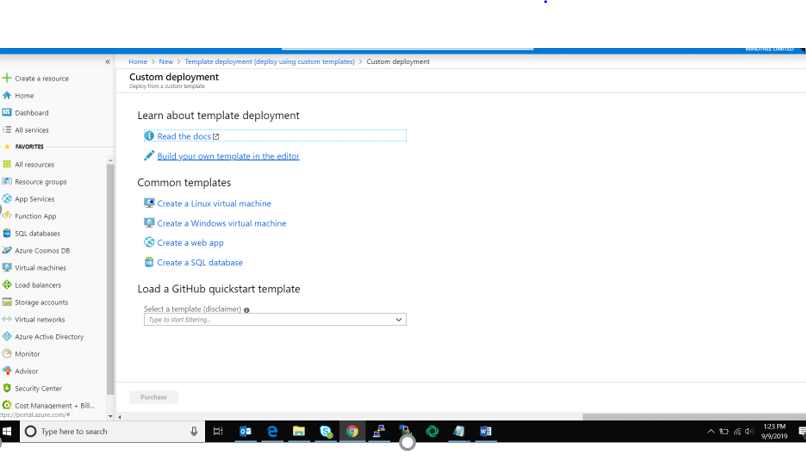 MINDTREE LIMITED
Home > New > Template deployment (deploy using custom templates) > Custom deployment
Custom deployment
Deploy from a custom template
Create a resource
Home
Dashboard
All services
FAVORITES
All resources
Resource groups
App Services
Function App
SQL databases
Azure Cosmos DB
Virtual machines
Load balancers
Storage accounts
Virtual networks
Azure Active Directory
Monitor
Advisor
Security Center
Cost Management + Bill...
ttps://portal.azure.com/#
Learn about template deployment
Read the docs
Build your own template in the editor
Common templates
Create a Linux virtual machine
Create a Windows virtual machine
Create a web app
Create a SQL database
Load a GitHub quickstart template
Select a template (disclaimer)
Type to start filtering...
Purchase
Type here to search
1:23 PM
9/9/2019